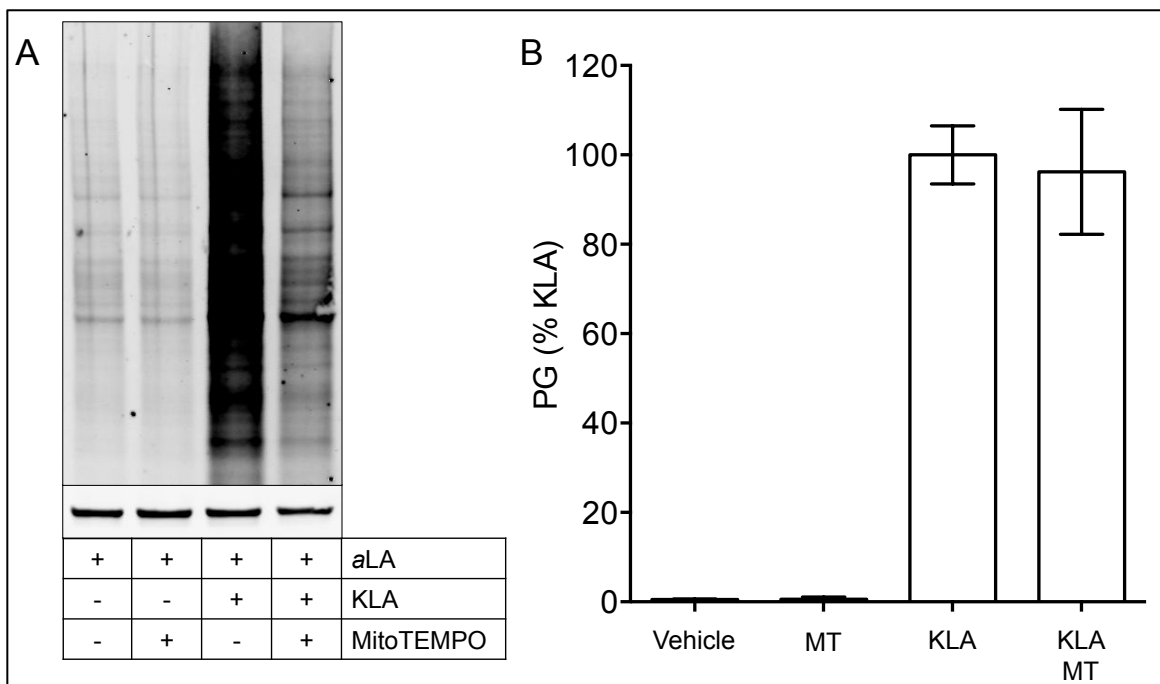 A
+ + + + aLA
- - + + KLA
- + - + MitoTEMPO
B
PG (% KLA)
120
100
80
60
40
20
0
Vehicle MT KLA KLA
MT